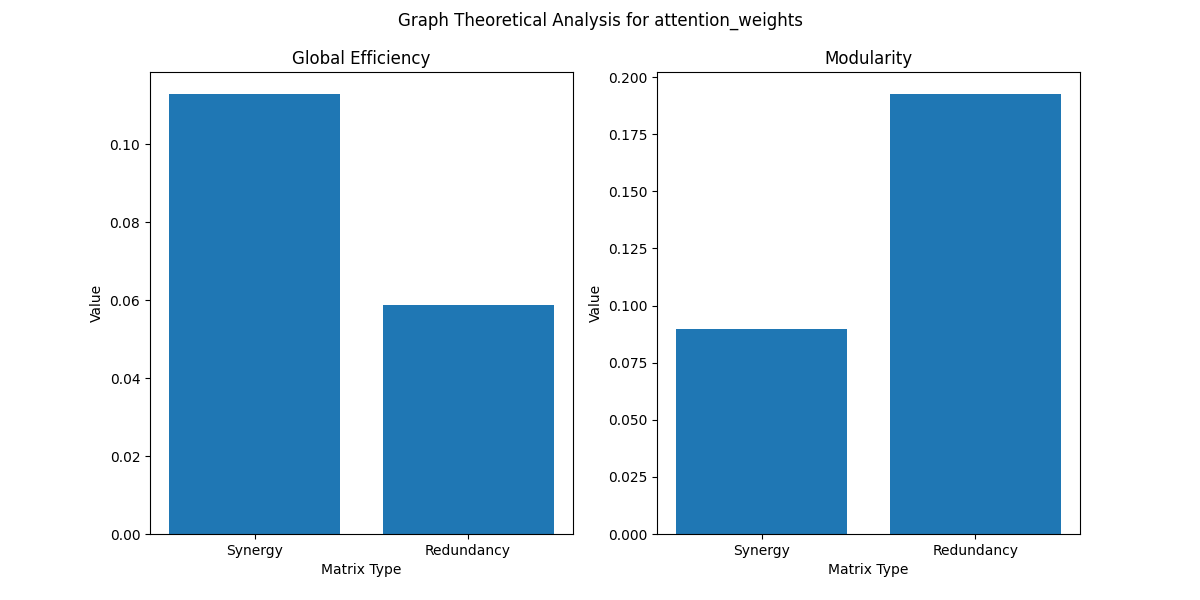 Graph Theoretical Analysis for attention_weights
Global Efficiency
Value
0.10
0.08
0.06
0.04
0.02
0.00
Synergy
Redundancy
Matrix Type
Modularity
Value
0.200
0.175
0.150
0.125
0.100
0.075
0.050
0.025
0.000
Synergy
Redundancy
Matrix Type